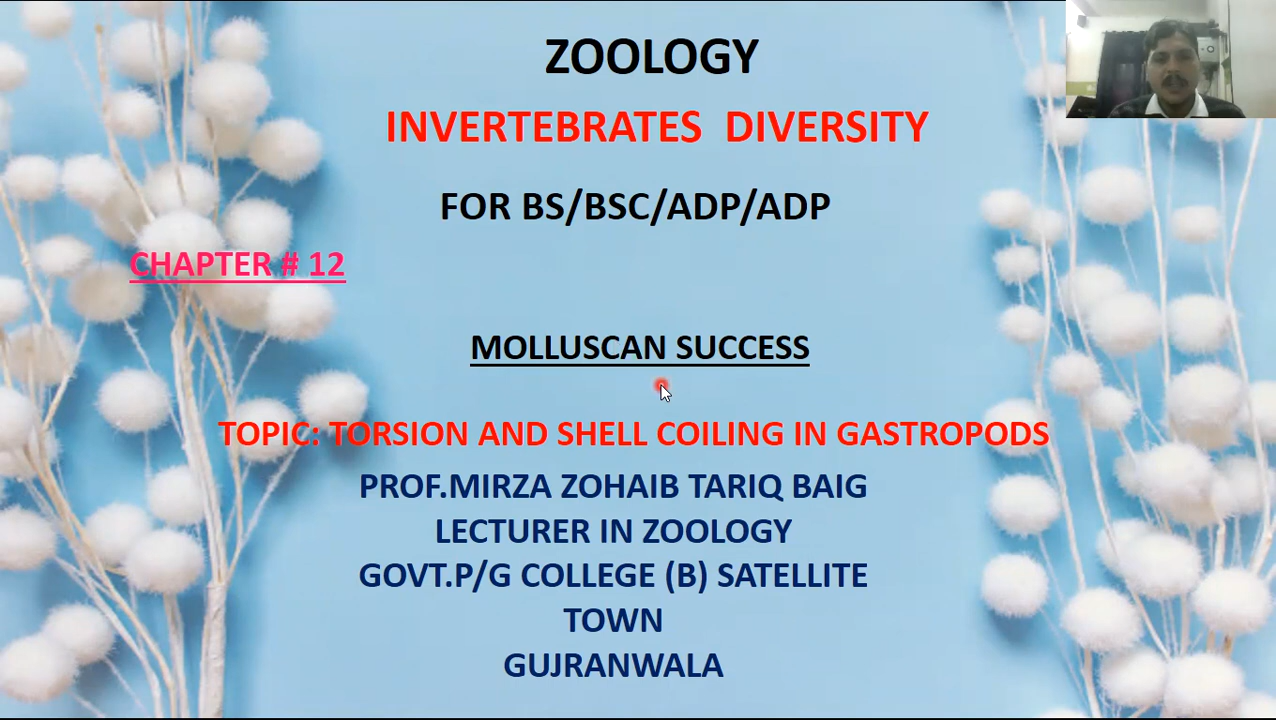 ZOOLOGY
INVERTEBRATES DIVERSITY
FOR BS/BSC/ADP/ADP
CHAPTER # 12
MOLLUSCAN SUCCESS
TOPIC: TORSION AND SHELL COILING IN GASTROPODS
PROF.MIRZA ZOHAIB TARIQ BAIG
LECTURER IN ZOOLOGY
GOVT.P/G COLLEGE (B) SATELLITE
TOWN
GUJRANWALA